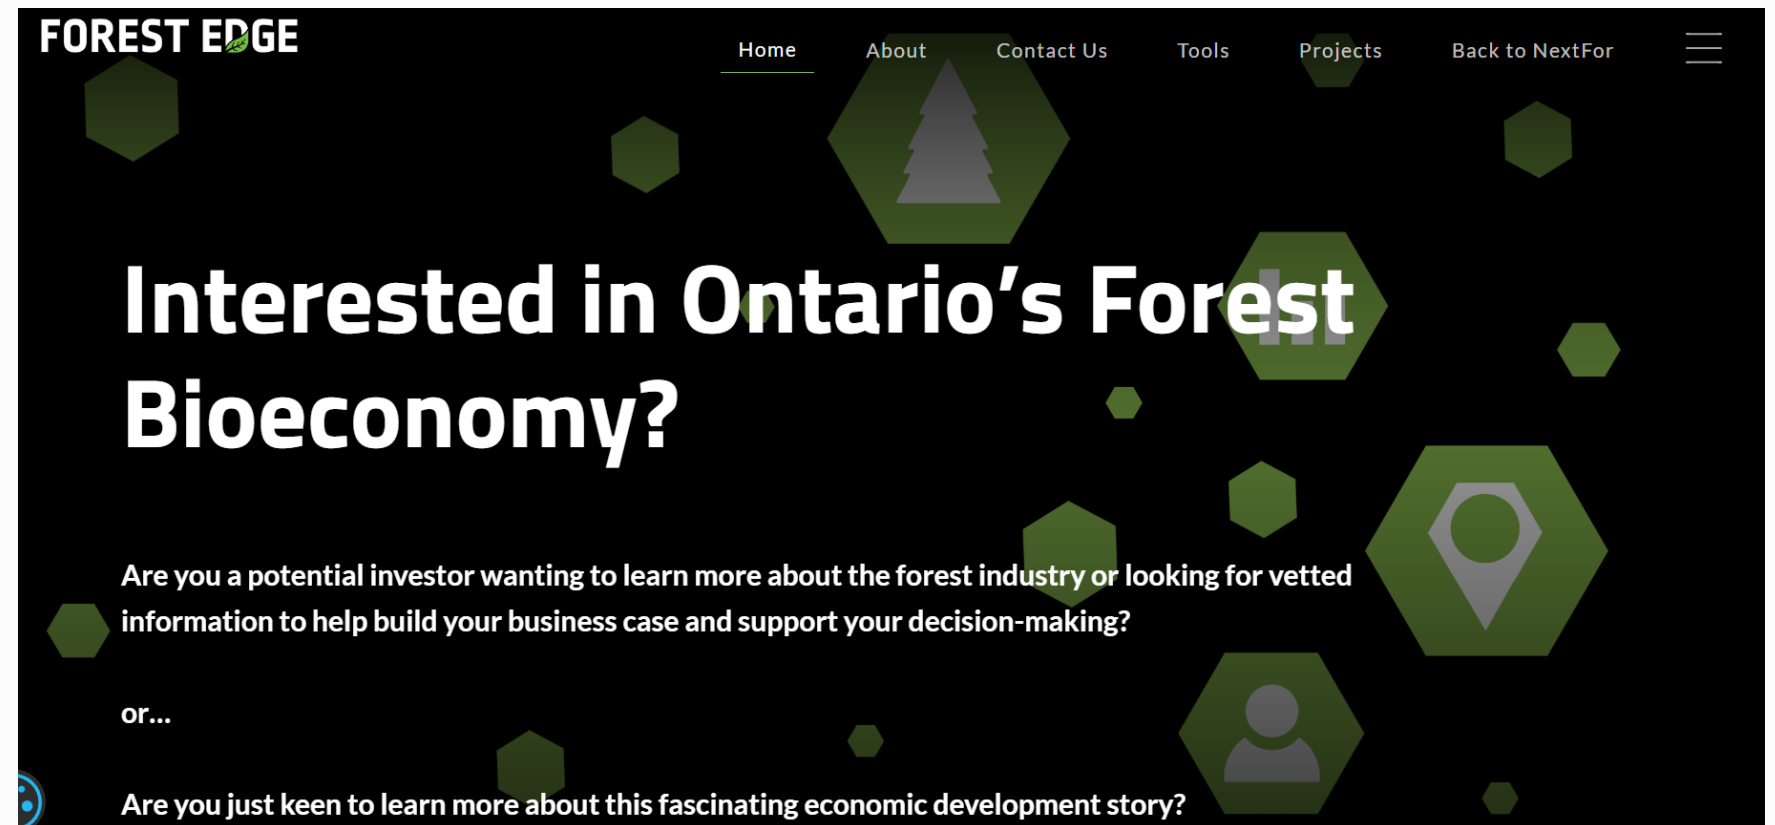 FOREST EDGE
Home About Contact Us Tools Projects Back to NextFor
Interested in Ontario’s Forest
Bioeconomy?
Are you a potential investor wanting to learn more about the forest industry or looking for vetted
information to help build your business case and support your decision-making?
or...
Are you just keen to learn more about this fascinating economic development story?